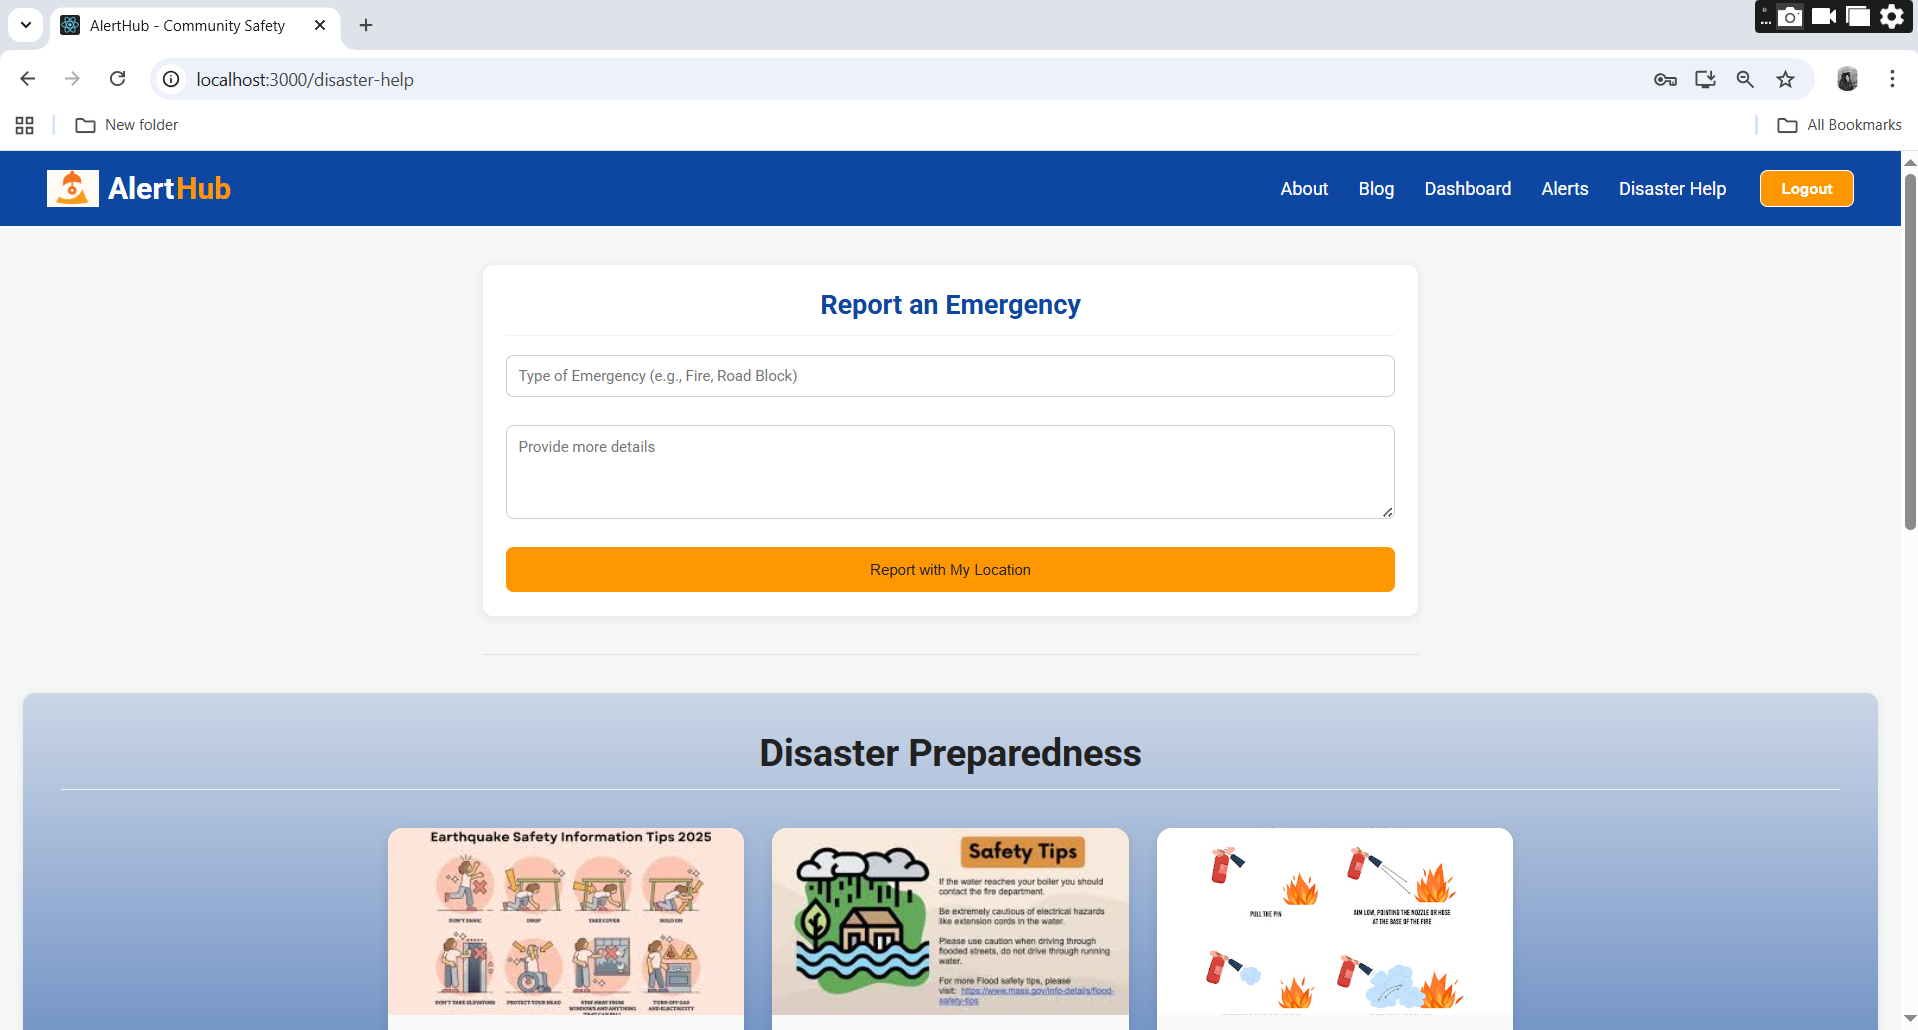 AlertHub - Community Safety
localhost:3000/disaster-help
New folder
All Bookmarks
AlertHub
About
Blog
Dashboard
Alerts
Disaster Help
Logout
Report an Emergency
Type of Emergency (e.g., Fire, Road Block)
Provide more details
Report with My Location
Disaster Preparedness
Earthquake Safety Information Tips 2025
DON'T PANIC
DROP
TAKE COVER
HOLD ON
DON'T TAKE ELEVATORS
PROTECT YOUR HEAD
STAY AWAY FROM
WINDOWS AND ANYTHING
THAT CAN FALL
TURN OFF GAS
AND ELECTRICITY
Safety Tips
If the water reaches your boiler you should
contact the fire department.
Be extremely cautious of electrical hazards
like extension cords in the water.
Please use caution when driving through
flooded streets, do not drive through running
water.
For more Flood safety tips, please
visit: https://www.mass.gov/info-details/flood-
safety-tips
PULL THE PIN
AIM LOW, POINTING THE NOZZLE OR HOSE
AT THE BASE OF THE FIRE